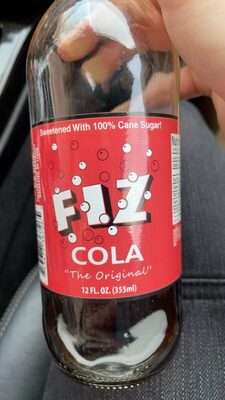 Sweetened With 100% Cane Sugar!
FIZ
COLA
"The Original"
12 FL. OZ. (355ml)